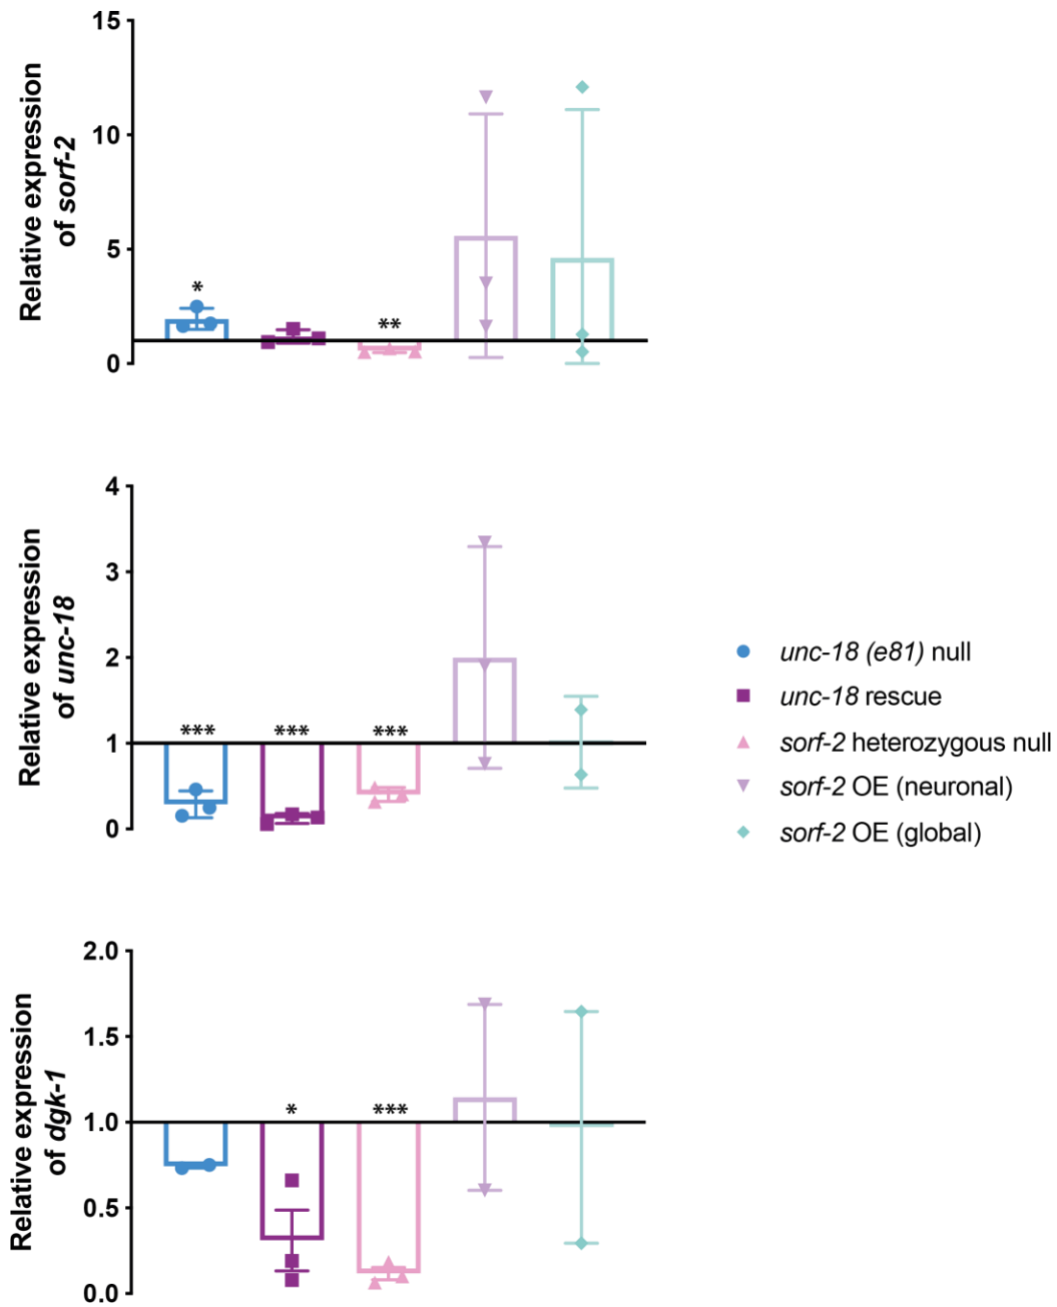 Relative expression
of sorf-2
15
10
5
0
*
**
Relative expression
of unc-18
4
3
2
1
0
***
***
***
unc-18 (e81) null
unc-18 rescue
sorf-2 heterozygous null
sorf-2 OE (neuronal)
sorf-2 OE (global)
Relative expression
of dgk-1
2.0
1.5
1.0
0.5
0.0
*
***